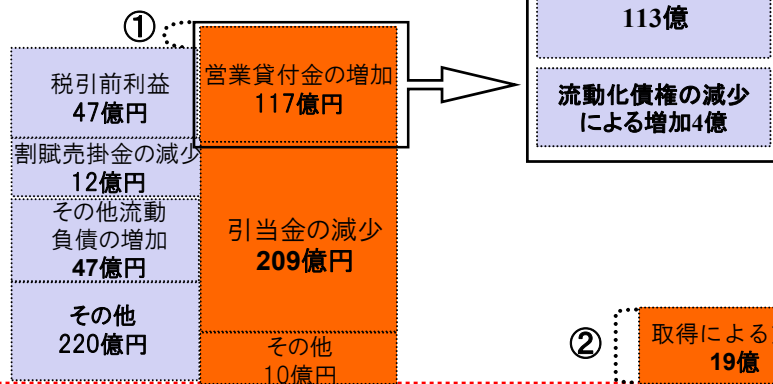 ①
税引前利益
47億円
割賦売掛金の減少
12億円
その他流動
負債の増加
47億円
その他
220億円
営業貸付金の増加
117億円
引当金の減少
209億円
その他
10億円
113億
流動化債権の減少
による増加4億
②
取得による
19億